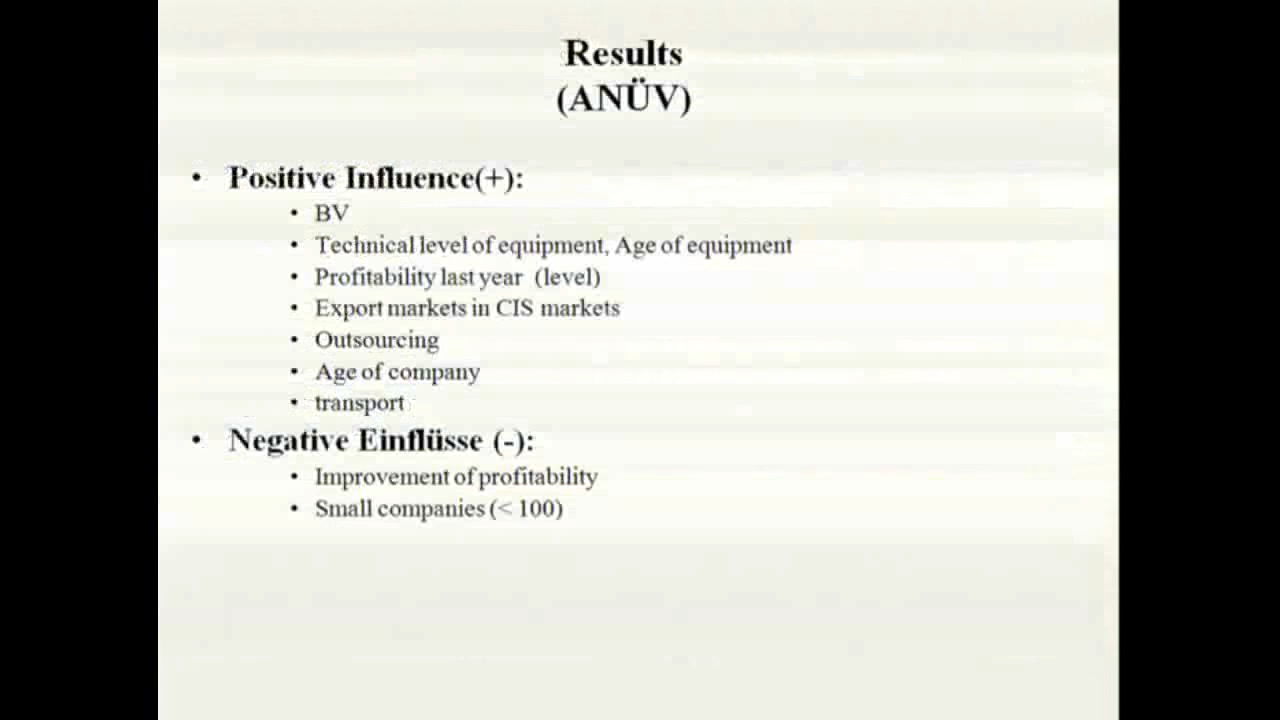 Results
(ANÜV)
• Positive Influence(+):
• BV
• Technical level of equipment, Age of equipment
• Profitability last year (level)
• Export markets in CIS markets
• Outsourcing
• Age of company
• transport
• Negative Einflüsse (-):
• Improvement of profitability
• Small companies (< 100)